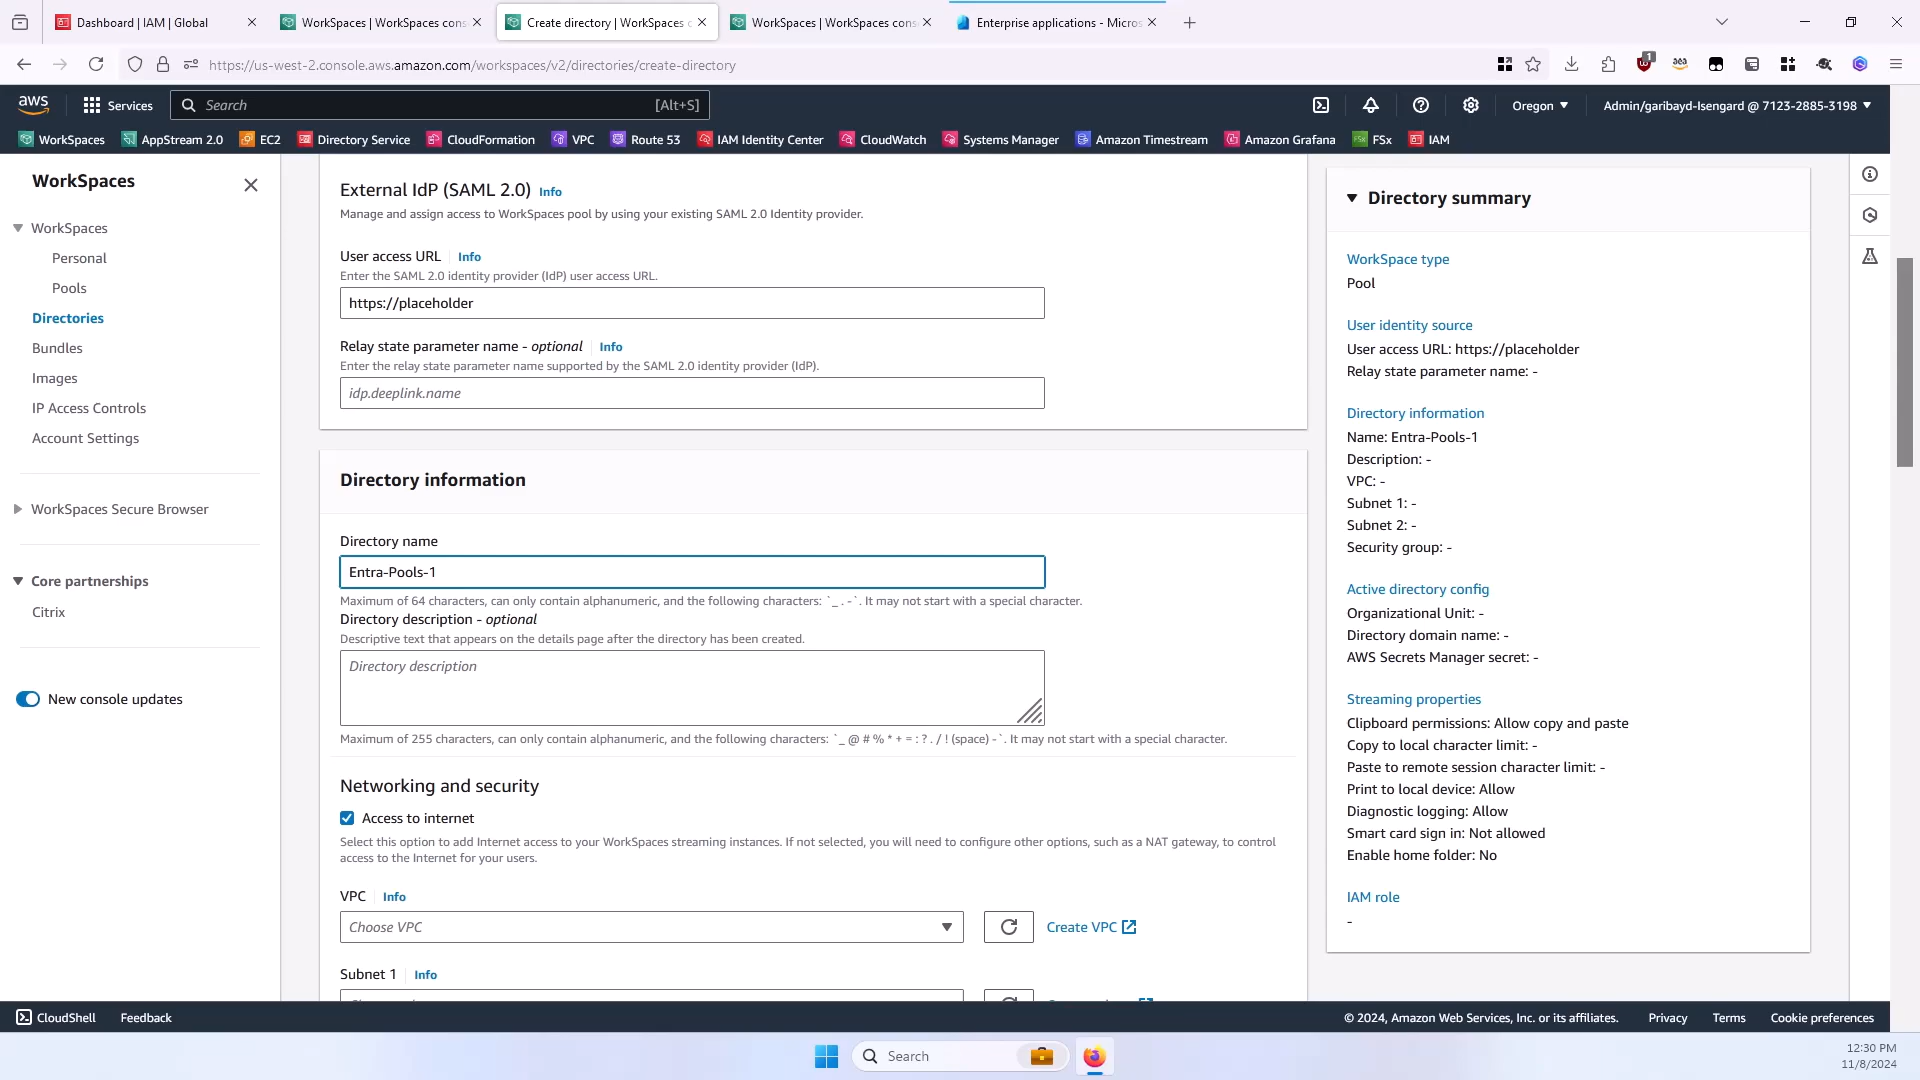 Dashboard | IAM | Global
WorkSpaces | WorkSpaces cons
Create directory | WorkSpaces c
WorkSpaces | WorkSpaces cons
Enterprise applications - Micros
https://us-west-2.console.aws.amazon.com/workspaces/v2/directories/create-directory
1
aws
Services
Search [Alt+S]
Oregon
Admin/garibayd-Isengard @ 7123-2885-3198
WorkSpaces
AppStream 2.0
EC2
Directory Service
CloudFormation
VPC
Route 53
IAM Identity Center
CloudWatch
Systems Manager
Amazon Timestream
Amazon Grafana
FSx
IAM
WorkSpaces
WorkSpaces
Personal
Pools
Directories
Bundles
Images
IP Access Controls
Account Settings
WorkSpaces Secure Browser
Core partnerships
Citrix
New console updates
External IdP (SAML 2.0) Info
Manage and assign access to WorkSpaces pool by using your existing SAML 2.0 Identity provider.
User access URL Info
Enter the SAML 2.0 identity provider (IdP) user access URL.
https://placeholder
Relay state parameter name - optional Info
Enter the relay state parameter name supported by the SAML 2.0 identity provider (IdP).
idp.deeplink.name
Directory information
Directory name
Entra-Pools-1
Maximum of 64 characters, can only contain alphanumeric, and the following characters: `_ . -`. It may not start with a special character.
Directory description - optional
Descriptive text that appears on the details page after the directory has been created.
Directory description
Maximum of 255 characters, can only contain alphanumeric, and the following characters: `_ @ # % * + = : ? . / ! (space) -`. It may not start with a special character.
Networking and security
Access to internet
Select this option to add Internet access to your WorkSpaces streaming instances. If not selected, you will need to configure other options, such as a NAT gateway, to control
access to the Internet for your users.
VPC Info
Choose VPC
Create VPC
Subnet 1 Info
Directory summary
WorkSpace type
Pool
User identity source
User access URL: https://placeholder
Relay state parameter name: -
Directory information
Name: Entra-Pools-1
Description: -
VPC: -
Subnet 1: -
Subnet 2: -
Security group: -
Active directory config
Organizational Unit: -
Directory domain name: -
AWS Secrets Manager secret: -
Streaming properties
Clipboard permissions: Allow copy and paste
Copy to local character limit: -
Paste to remote session character limit: -
Print to local device: Allow
Diagnostic logging: Allow
Smart card sign in: Not allowed
Enable home folder: No
IAM role
-
CloudShell
Feedback
© 2024, Amazon Web Services, Inc. or its affiliates.
Privacy
Terms
Cookie preferences
Search
12:30 PM
11/8/2024